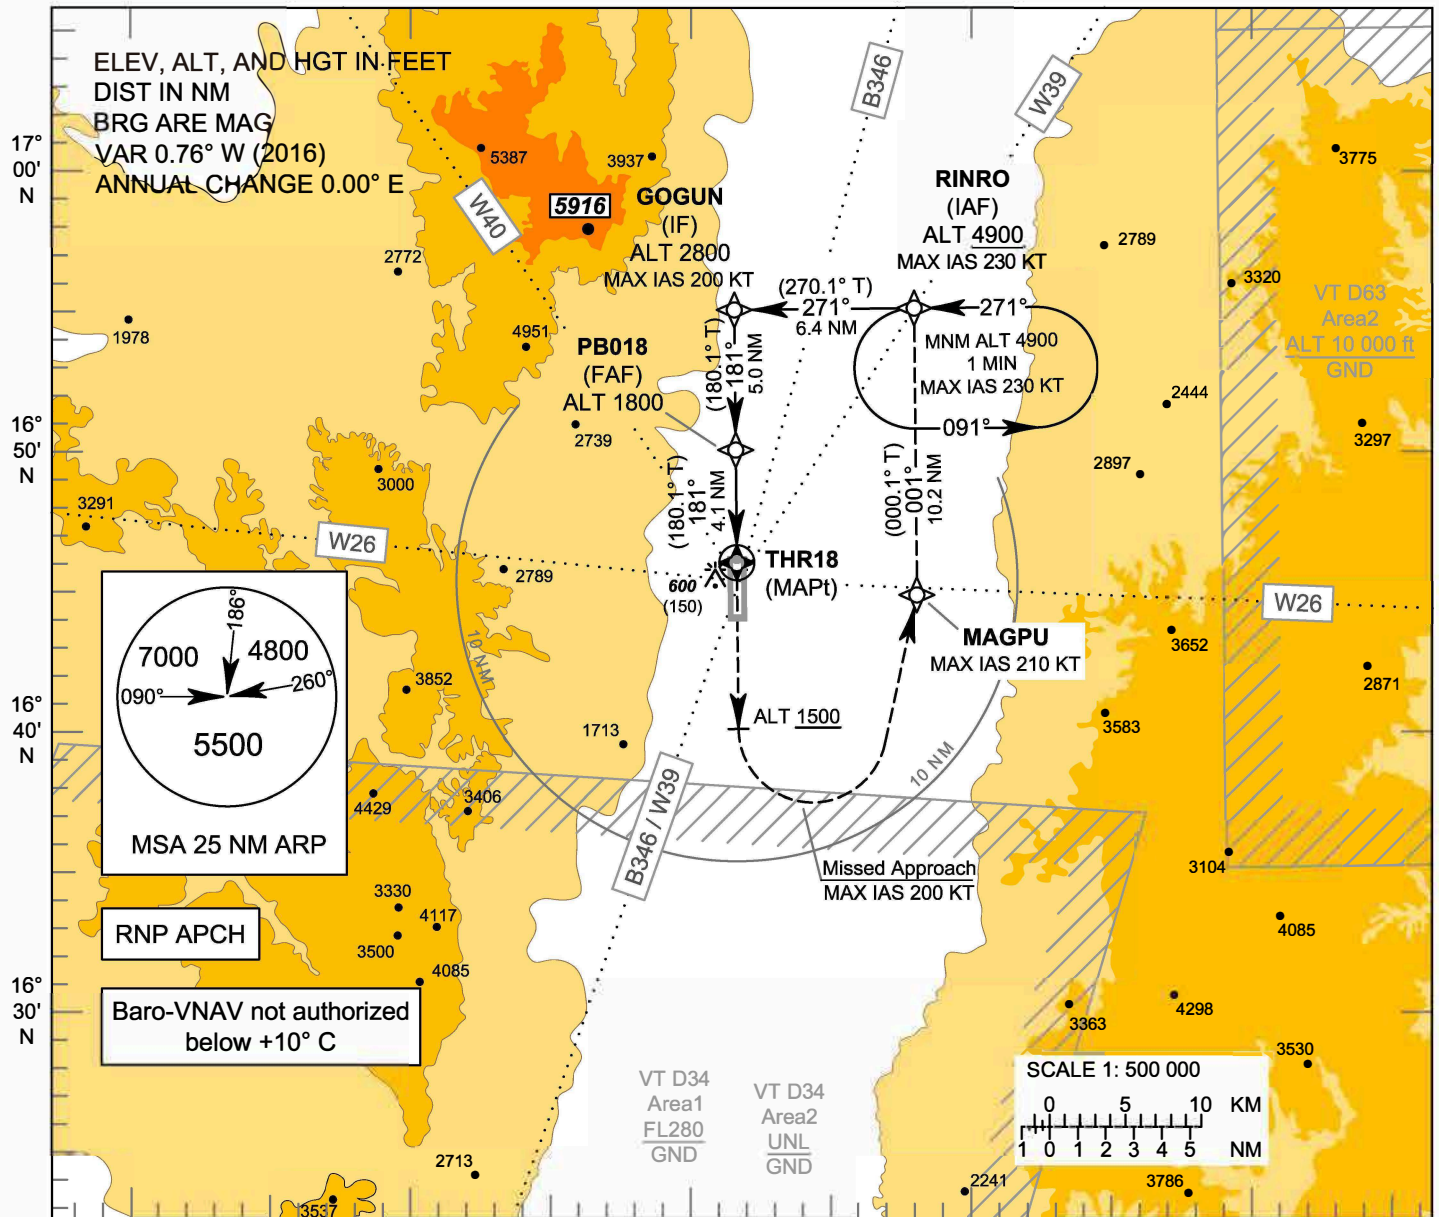 ELEV, ALT, AND HGT IN FEET
DIST IN NM
BRG ARE MAG
VAR 0.76° W (2016)
ANNUAL CHANGE 0.00° E
17°
00'
N
16°
50'
N
16°
40'
N
16°
30'
N
B346
W39
W40
5387
3937
5916
2772
1978
4951
2739
3000
3291
GOGUN
(IF)
ALT 2800
MAX IAS 200 KT
RINRO
(IAF)
ALT 4900
MAX IAS 230 KT
(270.1° T)
271°
6.4 NM
271°
MNM ALT 4900
1 MIN
MAX IAS 230 KT
091°
PB018
(FAF)
ALT 1800
(180.1° T)
181°
5.0 NM
(180.1° T)
181°
4.1 NM
(000.1° T)
001°
10.2 NM
3775
2789
3320
VT D63
Area2
ALT 10 000 ft
GND
2444
3297
2897
W26
2789
600
(150)
THR18
(MAPt)
MAGPU
MAX IAS 210 KT
W26
3652
2871
3583
186°
7000
4800
090°
260°
5500
MSA 25 NM ARP
3852
10 NM
1713
ALT 1500
10 NM
4429
3406
B346 / W39
Missed Approach
MAX IAS 200 KT
3104
4085
3330
4117
3500
4085
RNP APCH
Baro-VNAV not authorized
below +10° C
4298
3363
3530
SCALE 1: 500 000
0 5 10 KM
1 0 1 2 3 4 5 NM
VT D34
Area1
FL280
GND
VT D34
Area2
UNL
GND
2713
3537
2241
3786